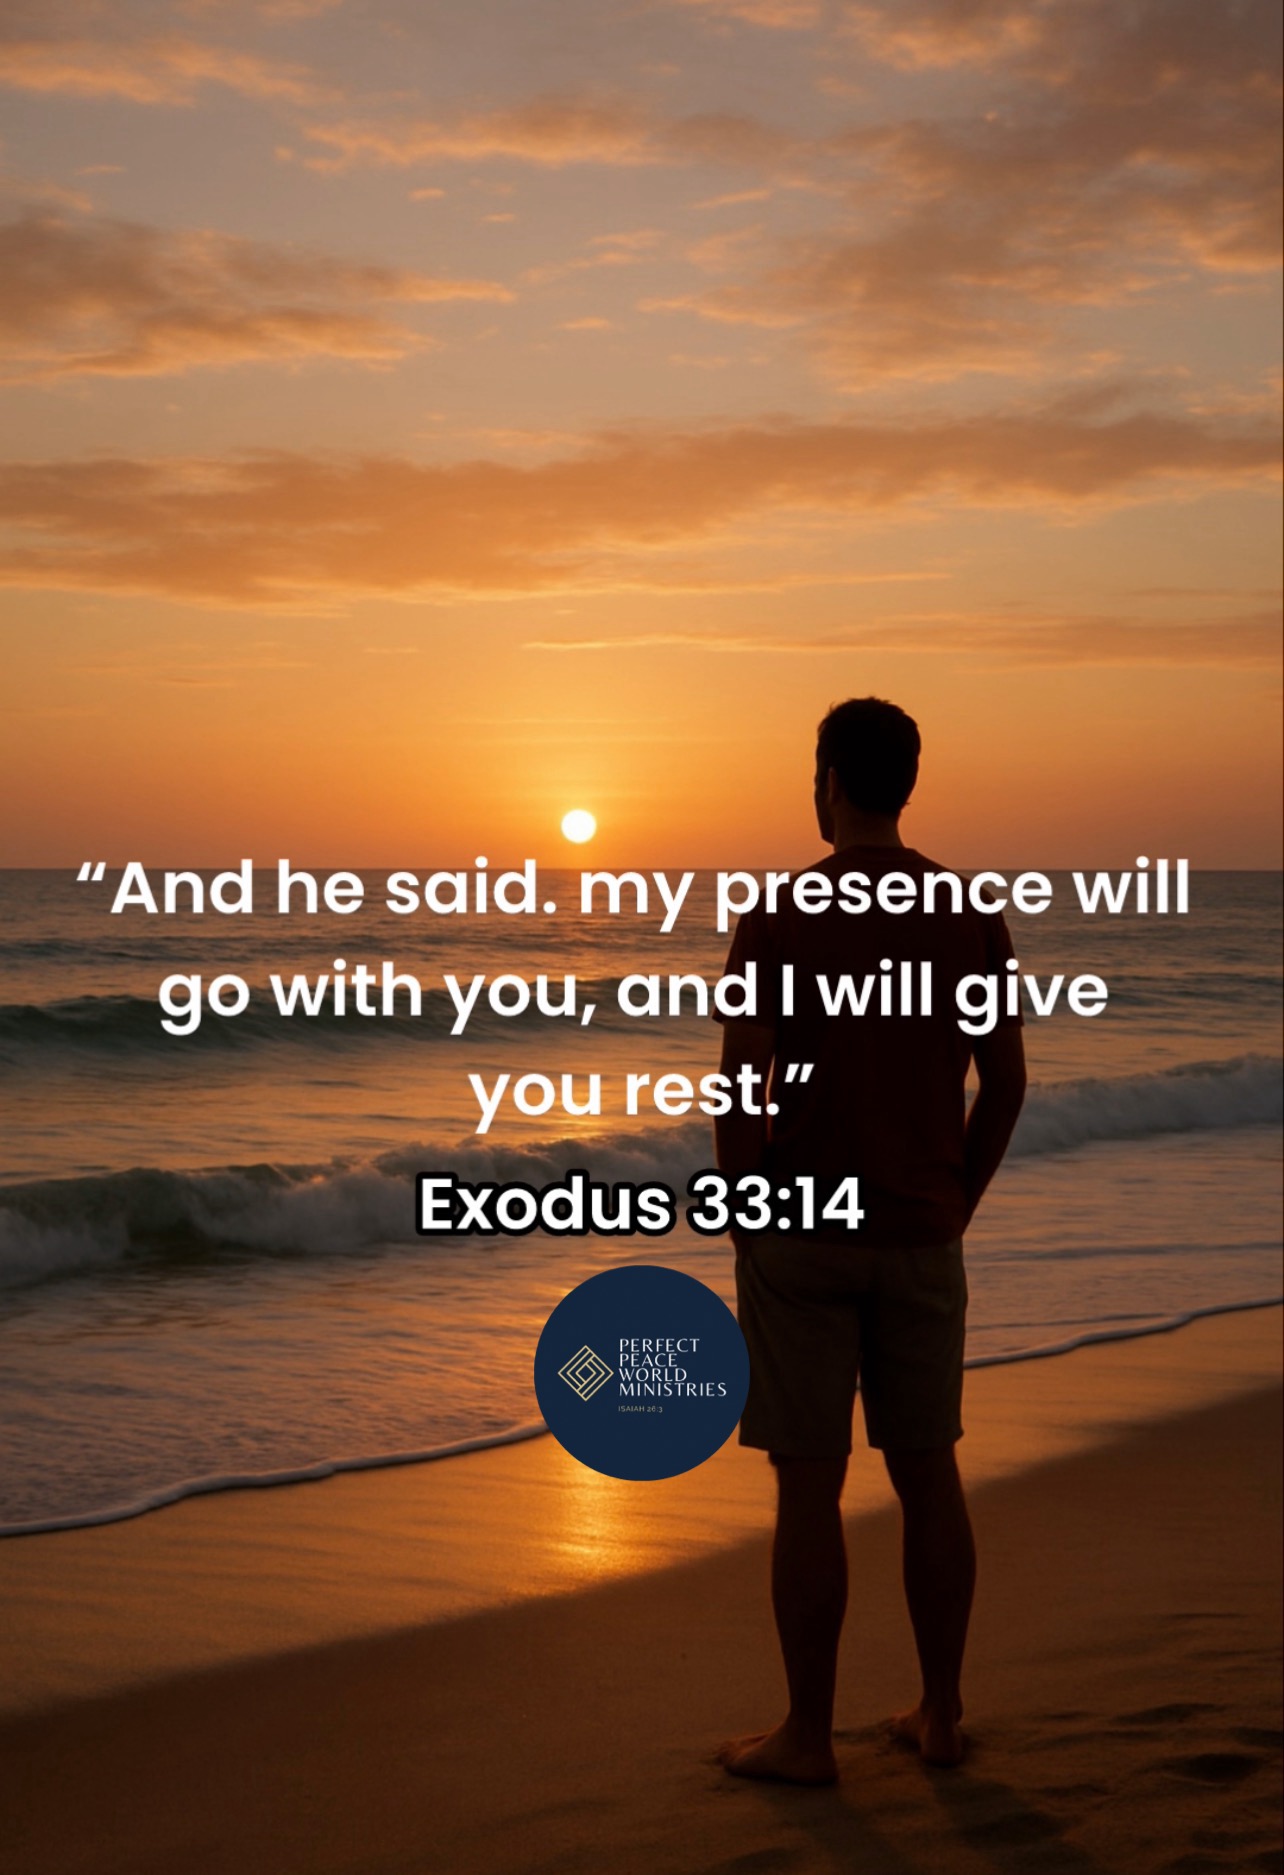 “And he said. my presence will
go with you, and I will give
you rest.”
Exodus 33:14
PERFECT
PEACE
WORLD
MINISTRIES
ISAIAH 26:3